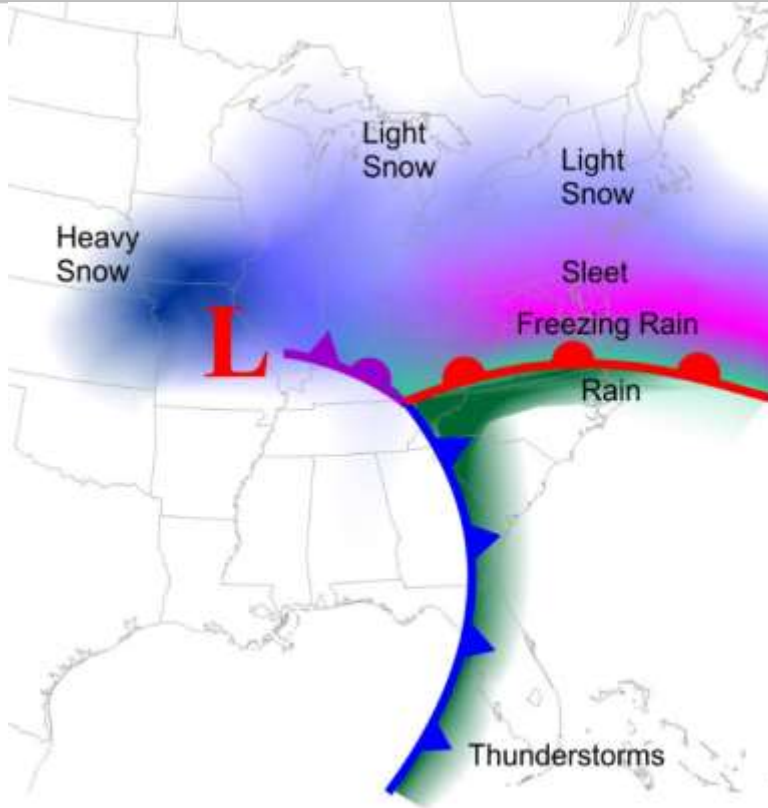 Light
Snow
Light
Snow
Heavy
Snow
Sleet
L
Freezing Rain
Rain
Thunderstorms